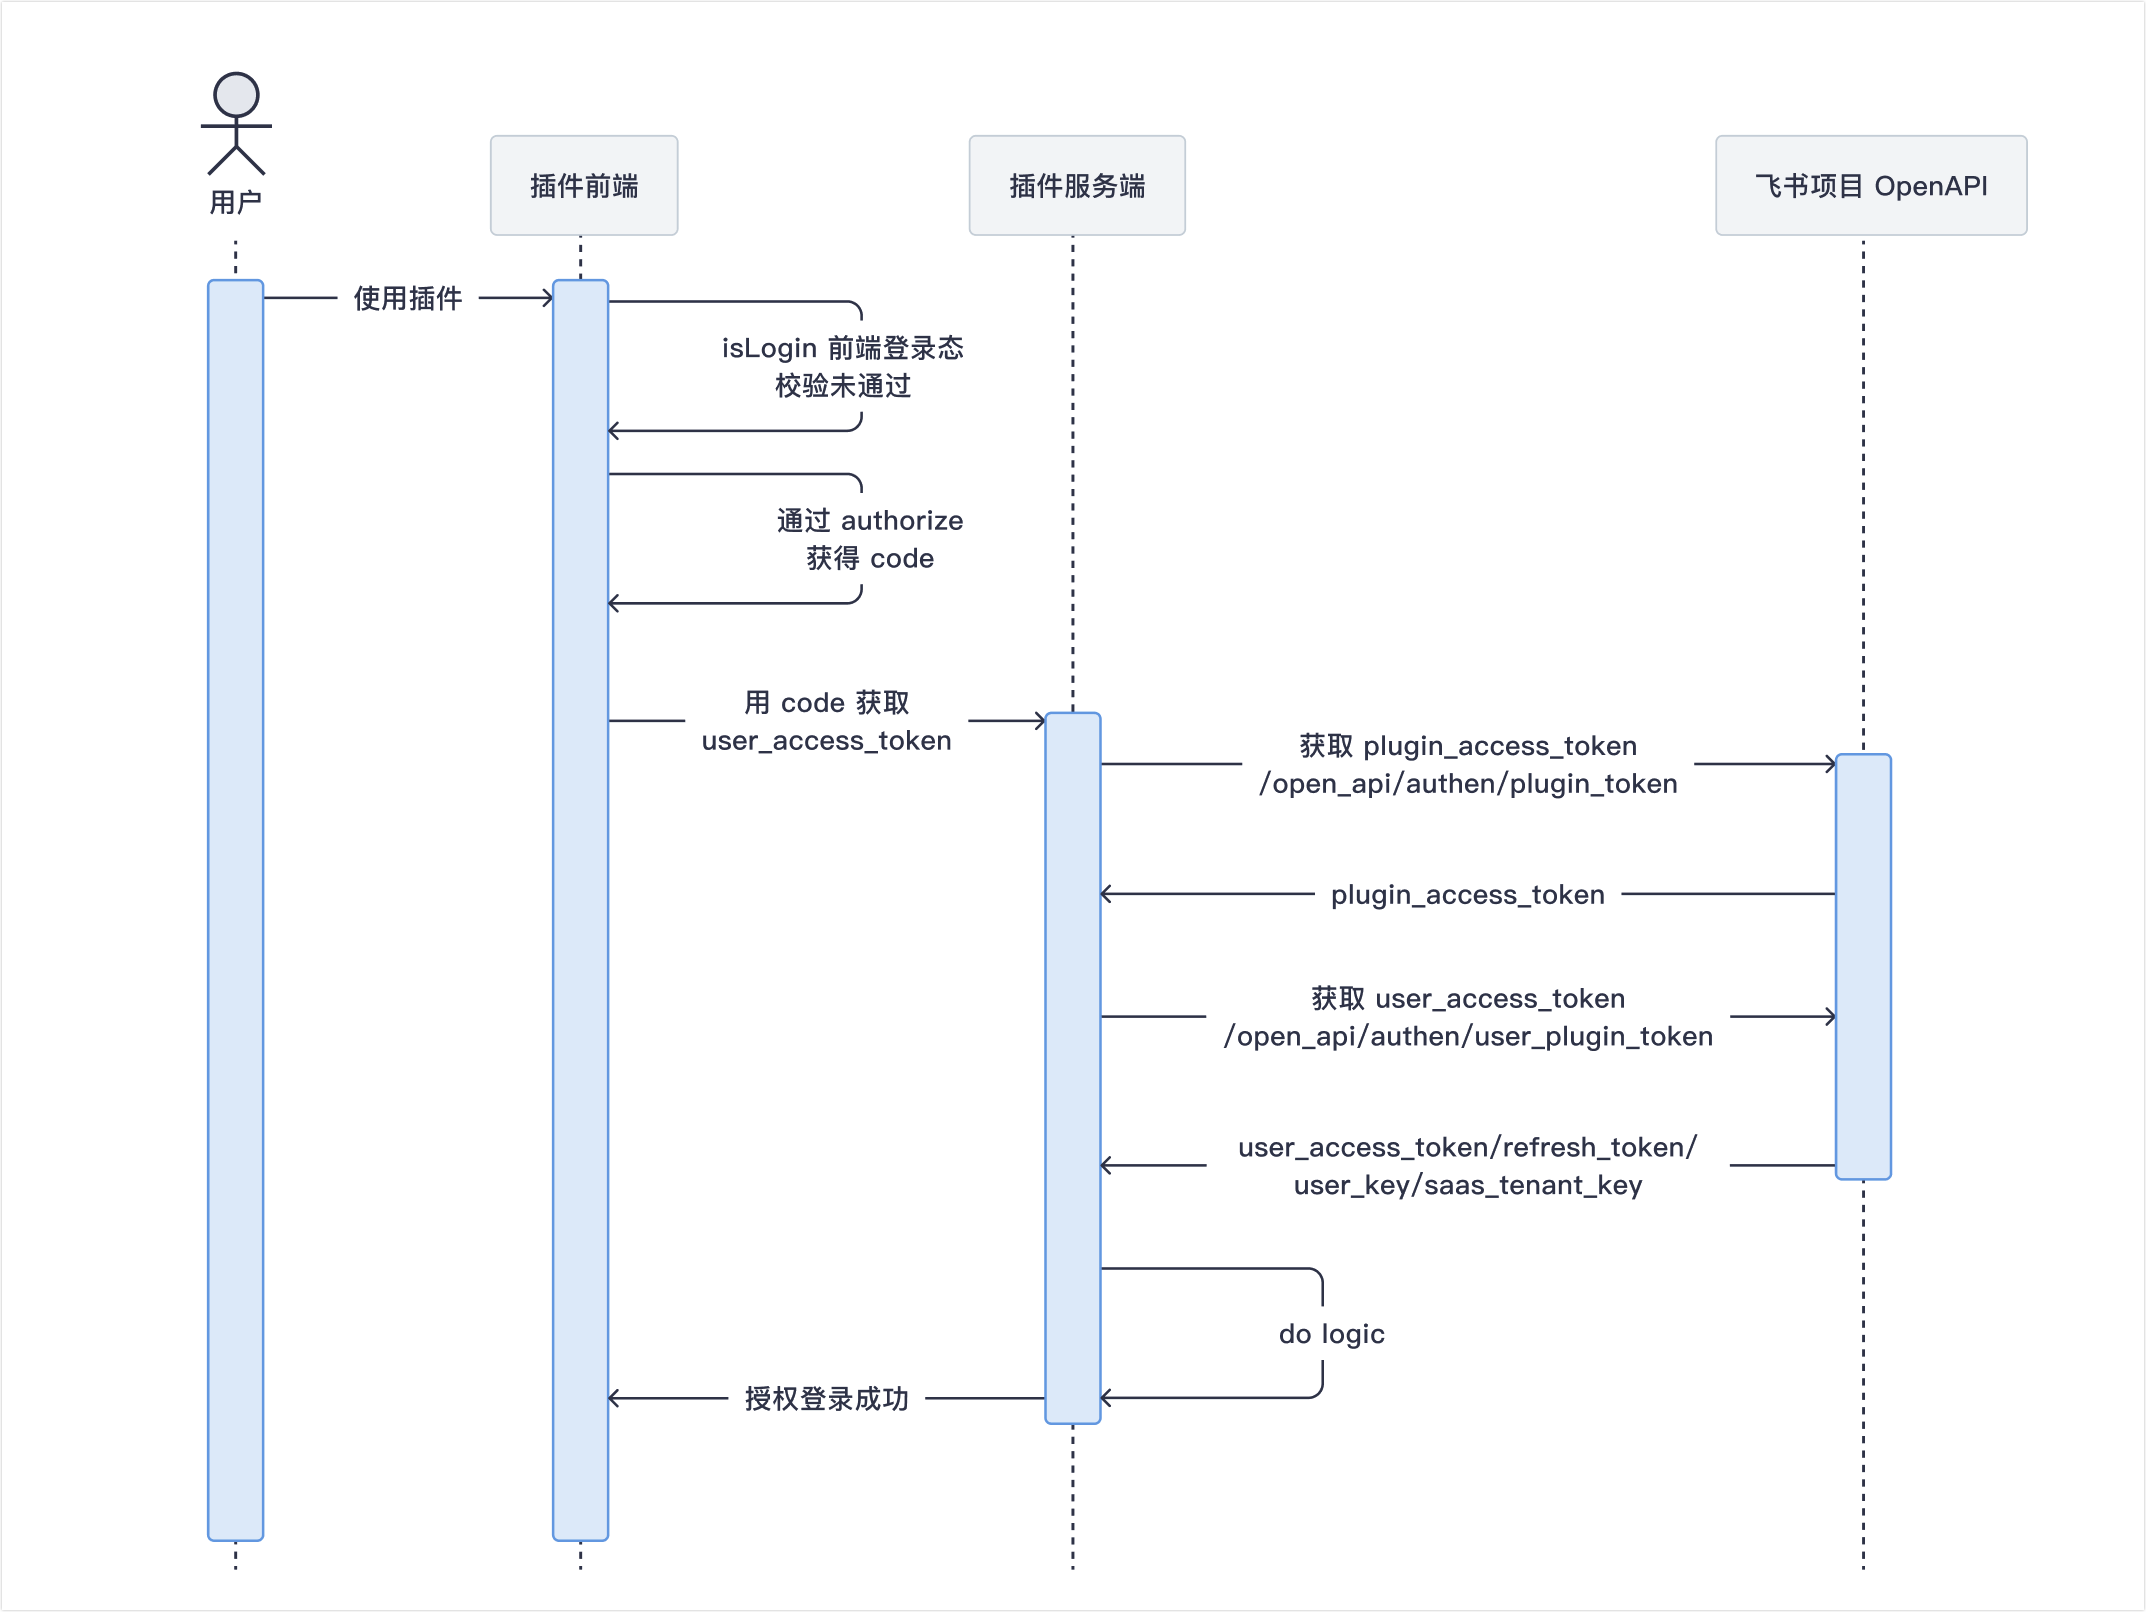 用户
插件前端
插件服务端
飞书项目 OpenAPI
使用插件
isLogin 前端登录态
校验未通过
通过 authorize
获得 code
用 code 获取
user_access_token
获取 plugin_access_token
/open_api/authen/plugin_token
plugin_access_token
获取 user_access_token
/open_api/authen/user_plugin_token
user_access_token/refresh_token/
user_key/saas_tenant_key
do logic
授权登录成功